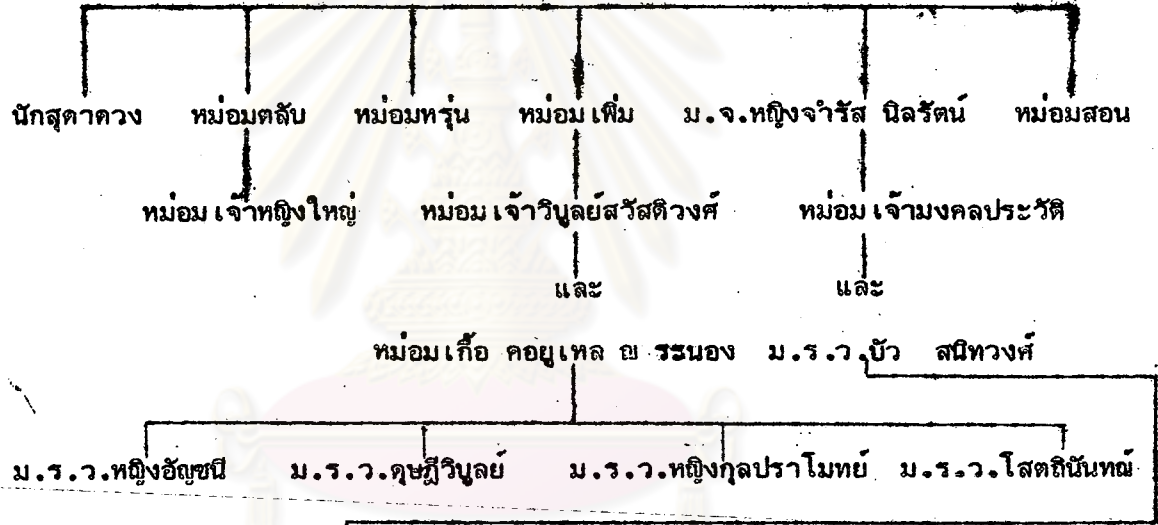 นักสุดาดวง หม่อมตลับ หม่อมหรุ่น หม่อมเพิ่ม ม.จ.หญิงจำรัส นิลรัตน์ หม่อมสอน
หม่อมเจ้าหญิงใหญ่ หม่อมเจ้าวิบูลย์สวัสดิวงศ์ หม่อมเจ้ามงคลประวัติ
และ และ
หม่อมเกื้อ คอยูเหล ณ ระนอง ม.ร.ว.บัว สนิทวงศ์
ม.ร.ว.หญิงอัญชนี ม.ร.ว.ดุษฎีวิบูลย์ ม.ร.ว.หญิงกุลปราโมทย์ ม.ร.ว.โสตถินันทณ์